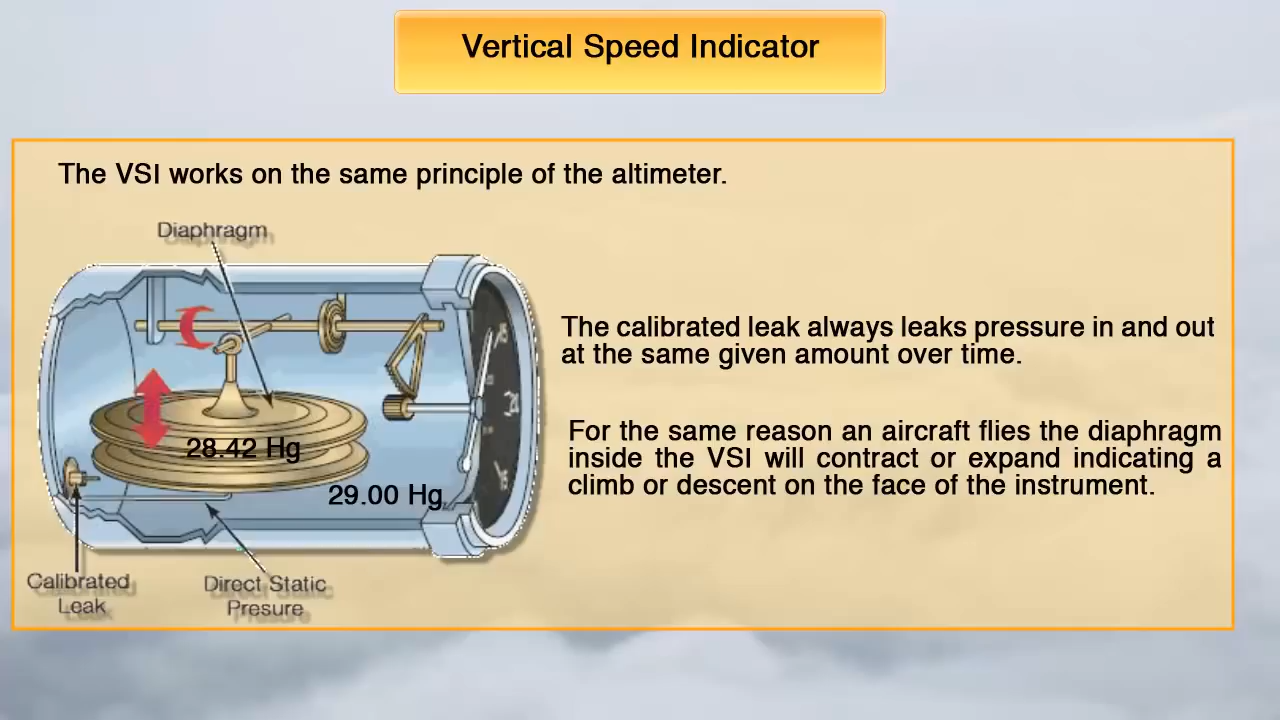 Vertical Speed Indicator
The VSI works on the same principle of the altimeter.
Diaphragm
The calibrated leak always leaks pressure in and out
at the same given amount over time.
28.42 Hg
29.00 Hg
For the same reason an aircraft flies the diaphragm
inside the VSI will contract or expand indicating a
climb or descent on the face of the instrument.
Calibrated
Leak
Direct Static
Presure